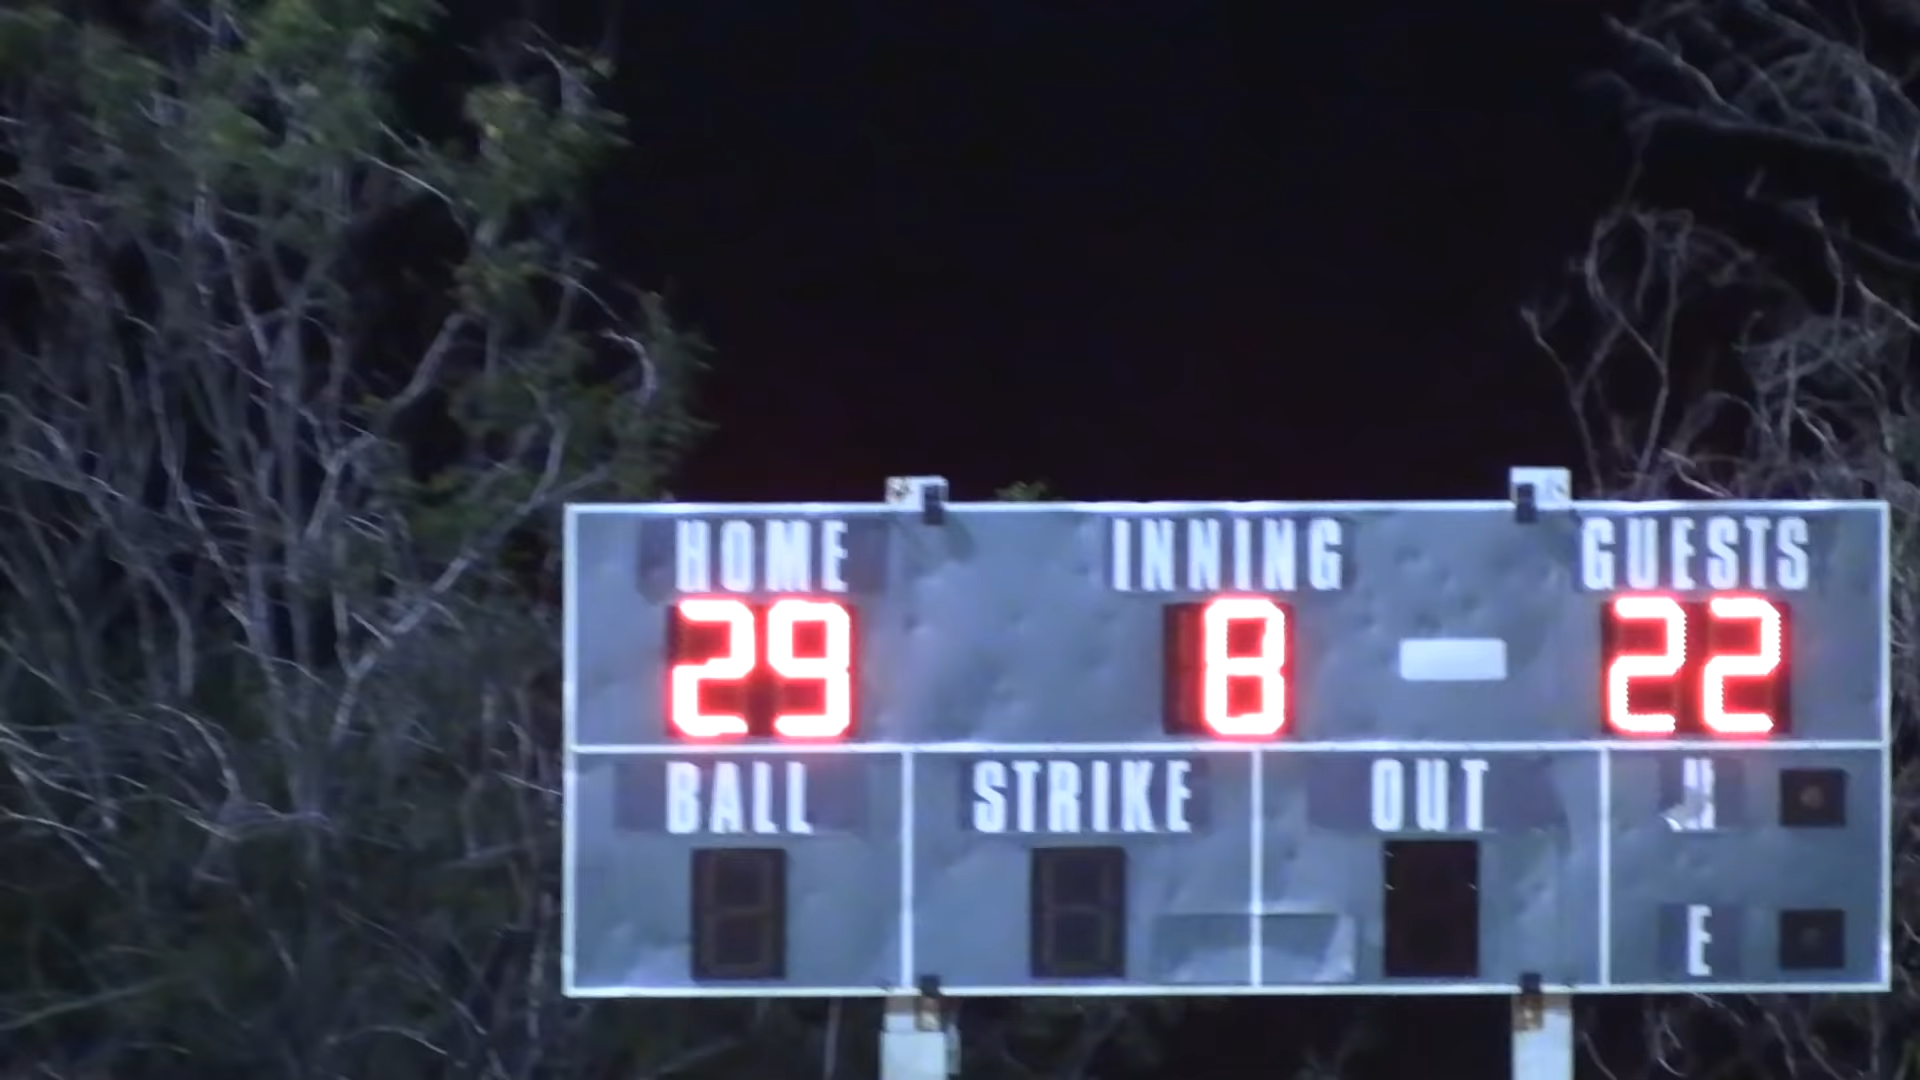 HOME INNING GUESTS
29 8 22
BALL STRIKE OUT H
E